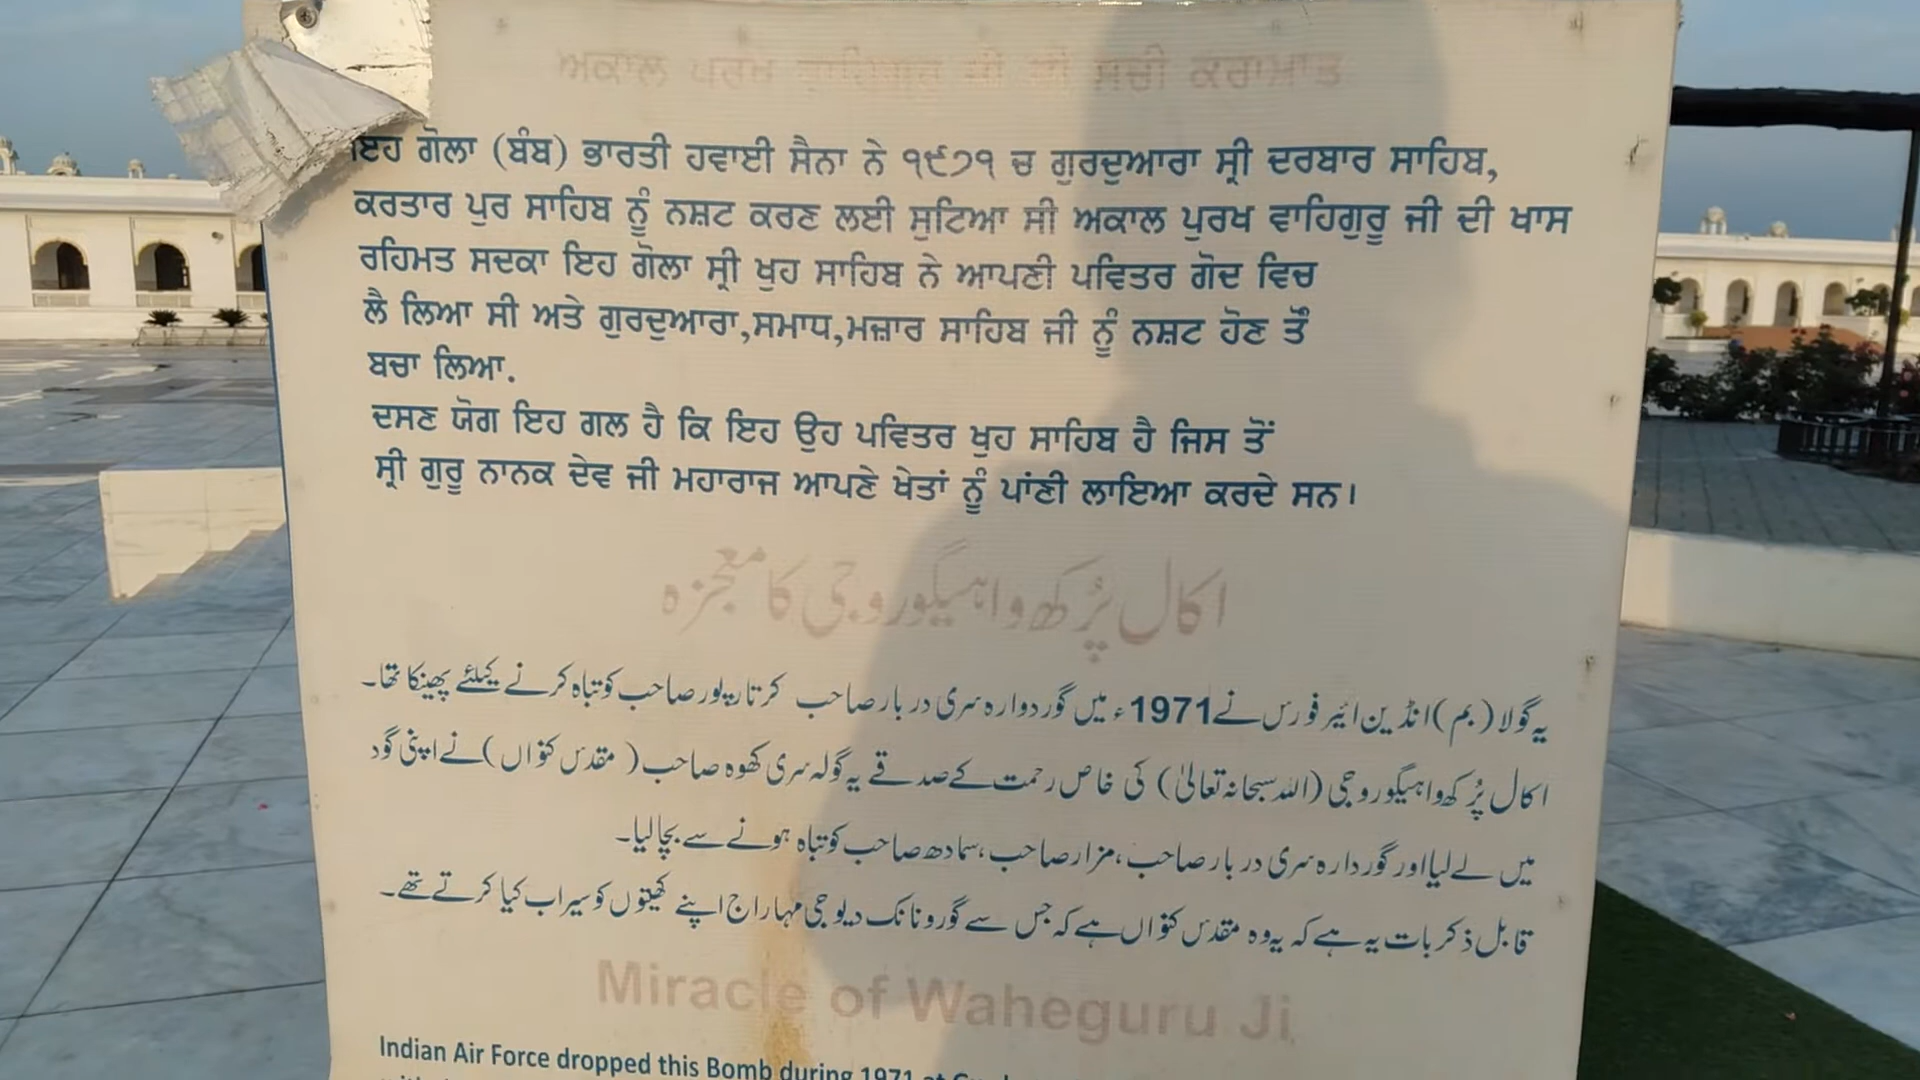 ਅਕਾਲ ਪੁਰਖ ਵਾਹਿਗੁਰੂ ਜੀ ਦੀ ਸਚੀ ਕਰਾਮਾਤ
ਇਹ ਗੋਲਾ (ਬੰਬ) ਭਾਰਤੀ ਹਵਾਈ ਸੈਨਾ ਨੇ ੧੯੭੧ ਚ ਗੁਰਦੁਆਰਾ ਸ੍ਰੀ ਦਰਬਾਰ ਸਾਹਿਬ,
ਕਰਤਾਰ ਪੁਰ ਸਾਹਿਬ ਨੂੰ ਨਸ਼ਟ ਕਰਣ ਲਈ ਸੁਟਿਆ ਸੀ ਅਕਾਲ ਪੁਰਖ ਵਾਹਿਗੁਰੂ ਜੀ ਦੀ ਖਾਸ
ਰਹਿਮਤ ਸਦਕਾ ਇਹ ਗੋਲਾ ਸ੍ਰੀ ਖੁਹ ਸਾਹਿਬ ਨੇ ਆਪਣੀ ਪਵਿਤਰ ਗੋਦ ਵਿਚ
ਲੈ ਲਿਆ ਸੀ ਅਤੇ ਗੁਰਦੁਆਰਾ,ਸਮਾਧ,ਮਜ਼ਾਰ ਸਾਹਿਬ ਜੀ ਨੂੰ ਨਸ਼ਟ ਹੋਣ ਤੋਂ
ਬਚਾ ਲਿਆ.
ਦਸਣ ਯੋਗ ਇਹ ਗਲ ਹੈ ਕਿ ਇਹ ਉਹ ਪਵਿਤਰ ਖੁਹ ਸਾਹਿਬ ਹੈ ਜਿਸ ਤੋਂ
ਸ੍ਰੀ ਗੁਰੂ ਨਾਨਕ ਦੇਵ ਜੀ ਮਹਾਰਾਜ ਆਪਣੇ ਖੇਤਾਂ ਨੂੰ ਪਾਂਣੀ ਲਾਇਆ ਕਰਦੇ ਸਨ।
اکال پُرکھ واہیگورو جی کا معجزہ
یہ گولا (بم) انڈین ائیر فورس نے 1971ء میں گوردوارہ سری دربار صاحب کرتارپور صاحب کو تباہ کرنے کیلئے پھینکا تھا۔
اکال پُرکھ واہیگورو جی (اللہ سبحانہ تعالیٰ) کی خاص رحمت کے صدقے یہ گولہ سری کھوہ صاحب (مقدس کنواں) نے اپنی گود
میں لے لیا اور گوردارہ سری دربار صاحب، مزار صاحب، سمادھ صاحب کو تباہ ہونے سے بچا لیا۔
قابل ذکر بات یہ ہے کہ یہ وہ مقدس کنواں ہے کہ جس سے گورونانک دیو جی مہاراج اپنے کھیتوں کو سیراب کیا کرتے تھے۔
Miracle of Waheguru Ji
Indian Air Force dropped this Bomb during 1971 at